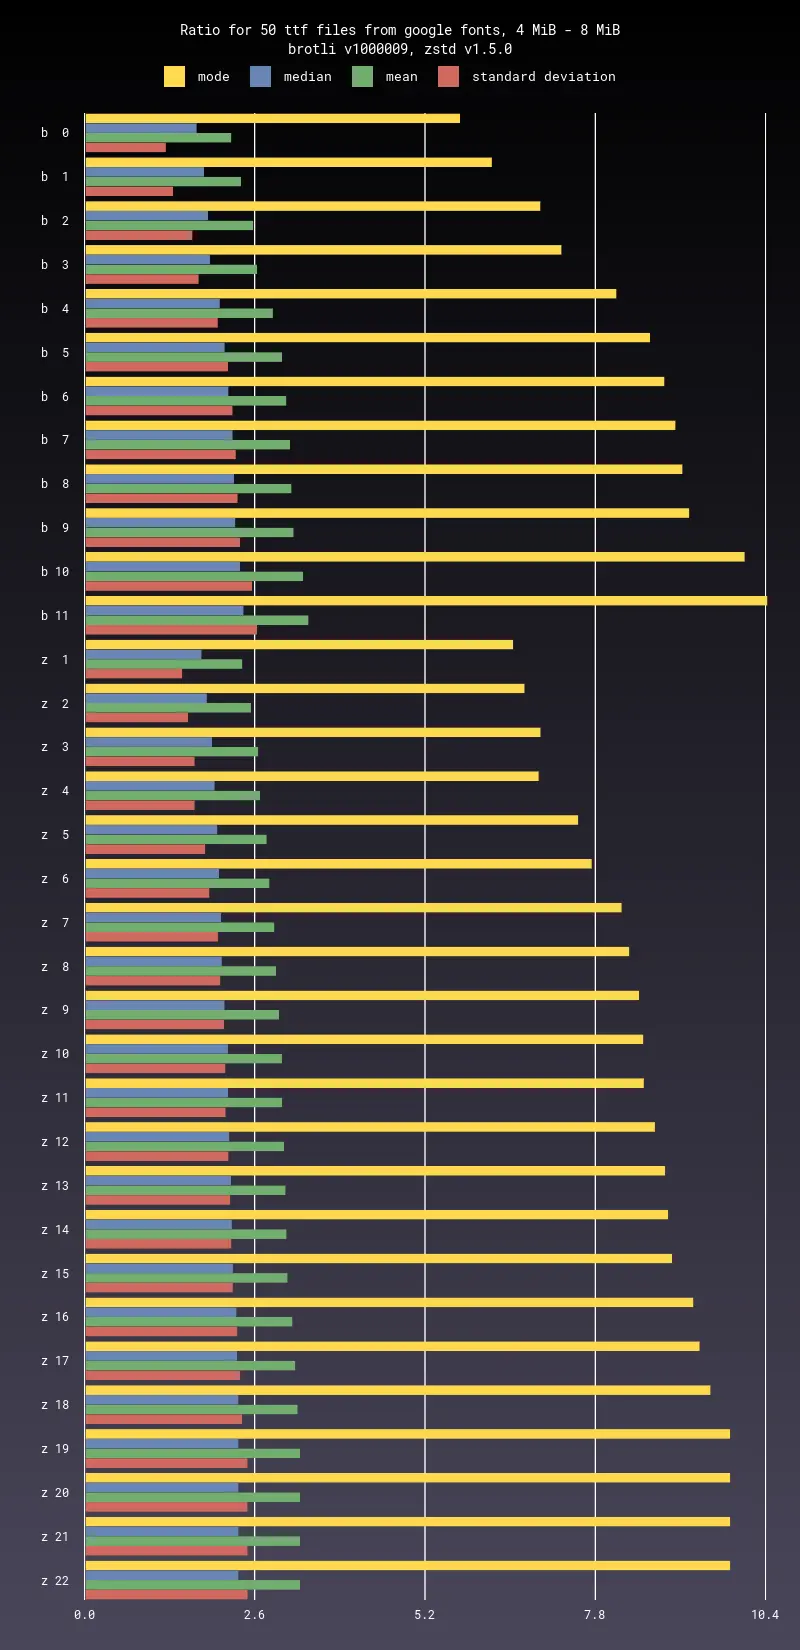 Ratio for 50 ttf files from google fonts, 4 MiB - 8 MiB
brotli v1000009, zstd v1.5.0
mode median mean standard deviation
b 0
b 1
b 2
b 3
b 4
b 5
b 6
b 7
b 8
b 9
b 10
b 11
z 1
z 2
z 3
z 4
z 5
z 6
z 7
z 8
z 9
z 10
z 11
z 12
z 13
z 14
z 15
z 16
z 17
z 18
z 19
z 20
z 21
z 22
0.0 2.6 5.2 7.8 10.4